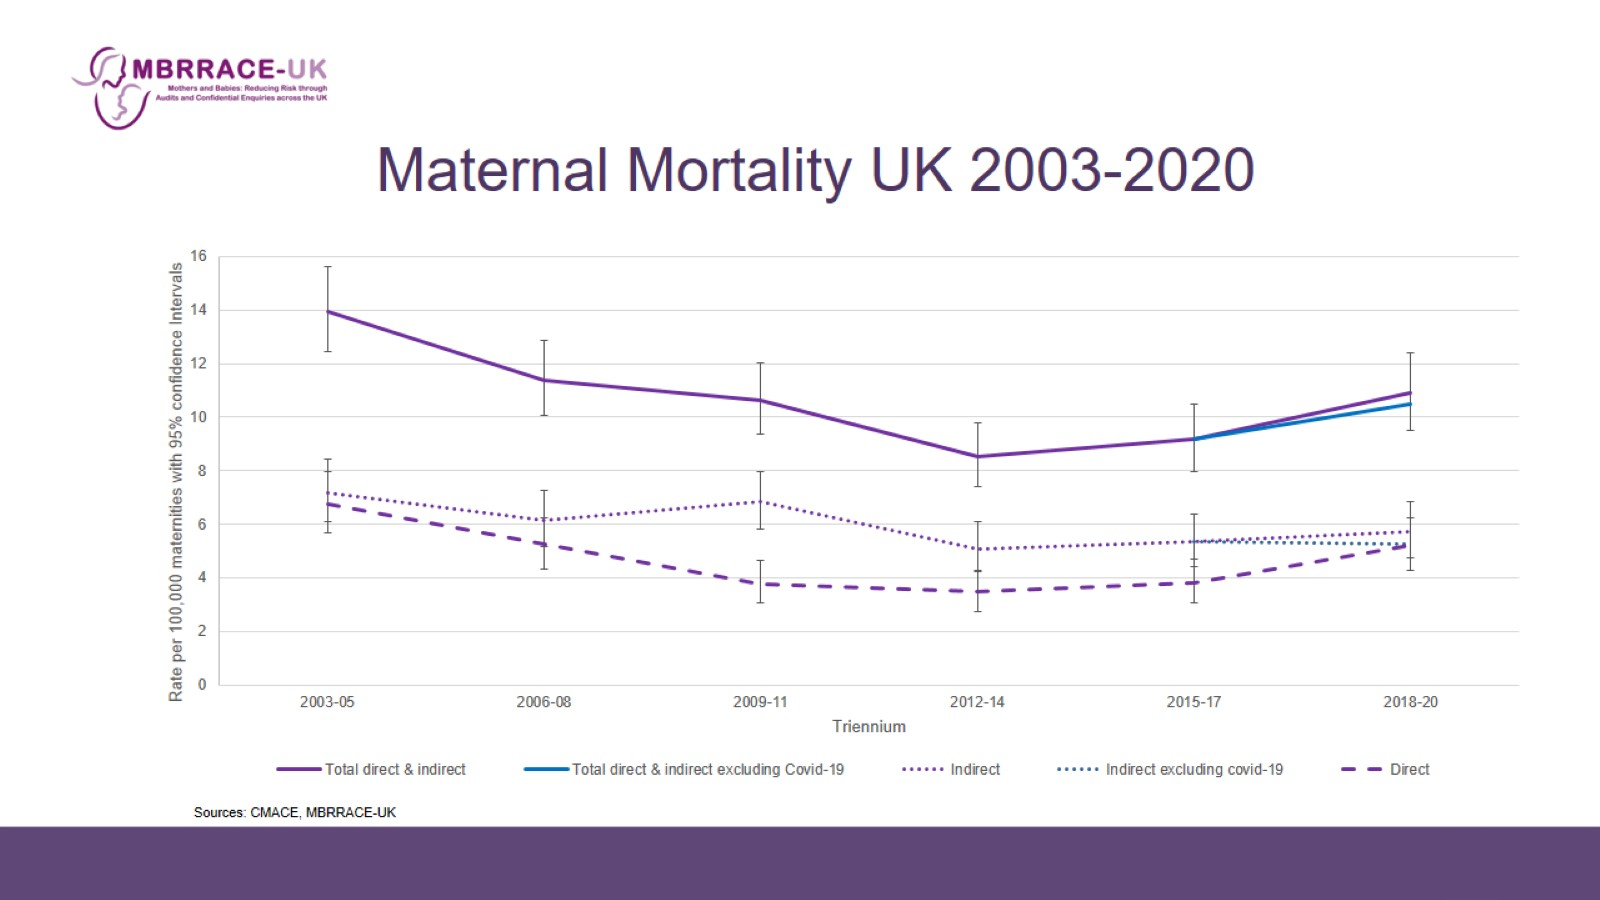 MBRRACE-UK
Mothers and Babies: Reducing Risk through
Audits and Confidential Enquiries across the UK
Maternal Mortality UK 2003-2020
Rate per 100,000 maternities with 95% confidence Intervals
16
14
12
10
8
6
4
2
0
2003-05
2006-08
2009-11
2012-14
2015-17
2018-20
Triennium
Total direct & indirect
Total direct & indirect excluding Covid-19
Indirect
Indirect excluding covid-19
Direct
Sources: CMACE, MBRRACE-UK